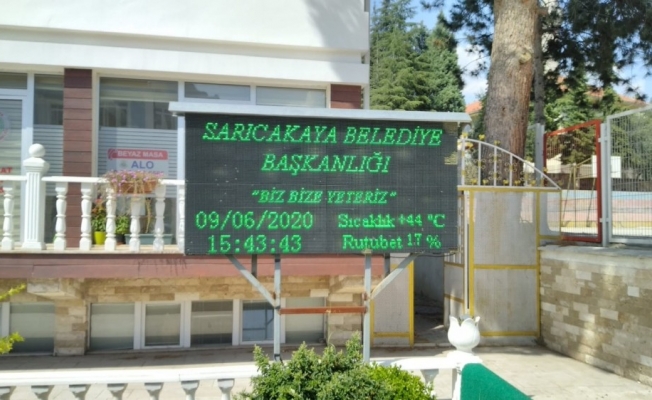 SARICAKAYA BELEDİYE
BAŞKANLIĞI
"BİZ BİZE YETERİZ"
09/06/2020 Sıcaklık +44 °C
15:43:43 Rutubet 17 %
BEYAZ MASA
ALO